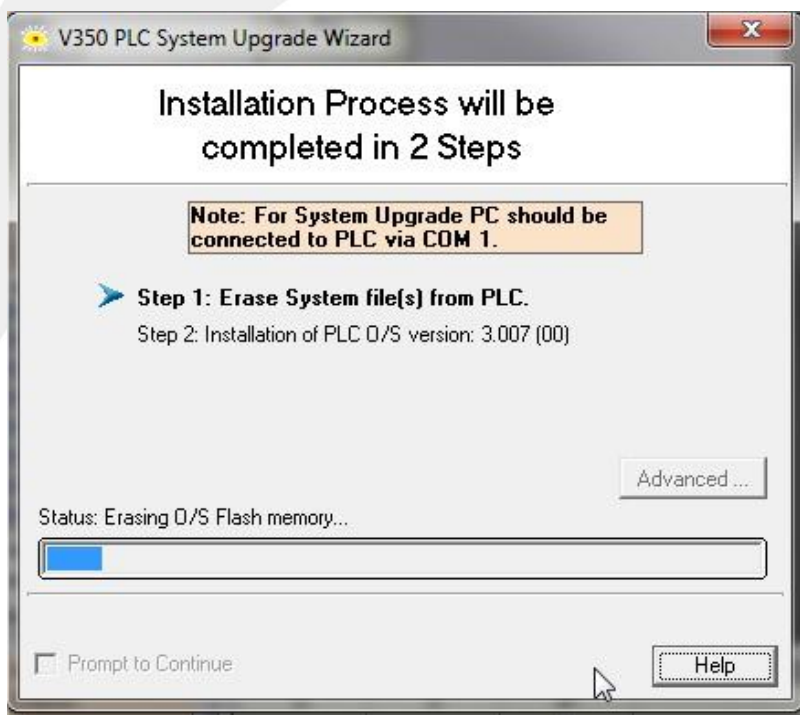 V350 PLC System Upgrade Wizard
Installation Process will be
completed in 2 Steps
Note: For System Upgrade PC should be
connected to PLC via COM 1.
Step 1: Erase System file(s) from PLC.
Step 2: Installation of PLC O/S version: 3.007 (00)
Advanced ...
Status: Erasing O/S Flash memory...
Prompt to Continue
Help